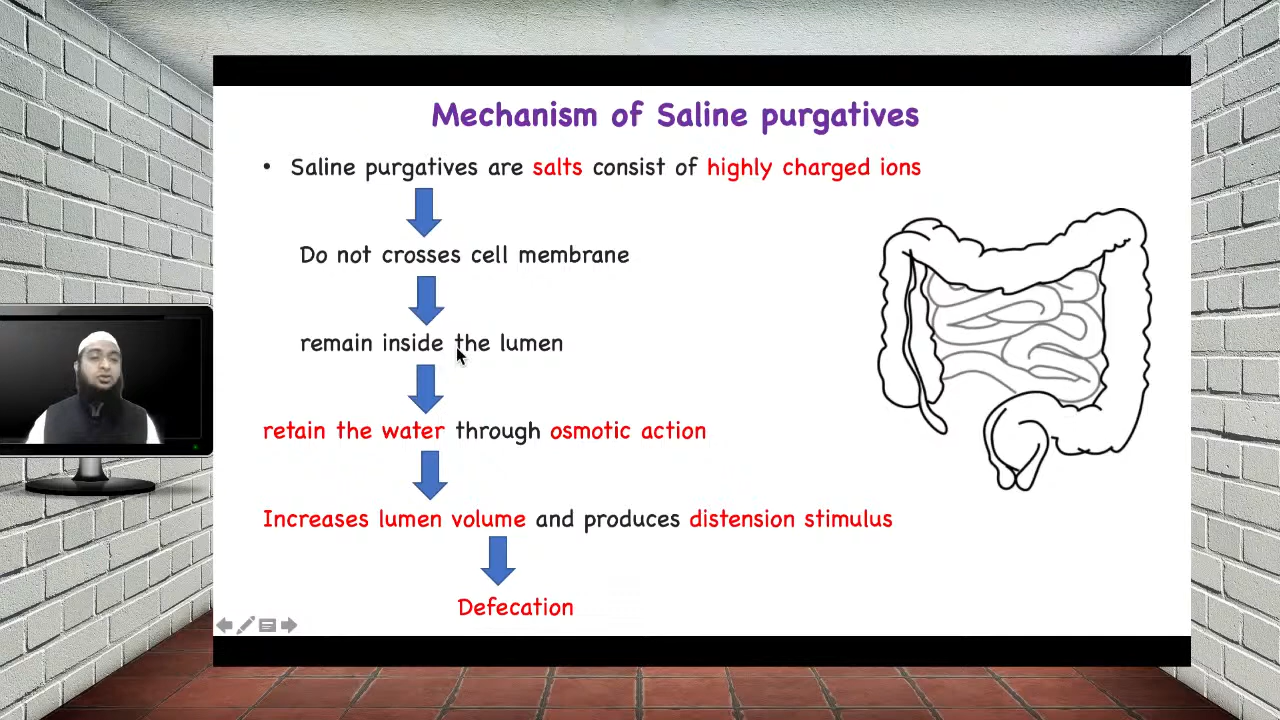 Mechanism of Saline purgatives
• Saline purgatives are salts consist of highly charged ions
Do not crosses cell membrane
remain inside the lumen
retain the water through osmotic action
Increases lumen volume and produces distension stimulus
Defecation